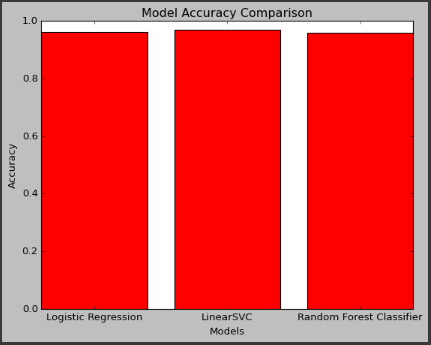 Model Accuracy Comparison
1.0
0.8
0.6
0.4
0.2
0.0
Accuracy
Logistic Regression
LinearSVC
Random Forest Classifier
Models